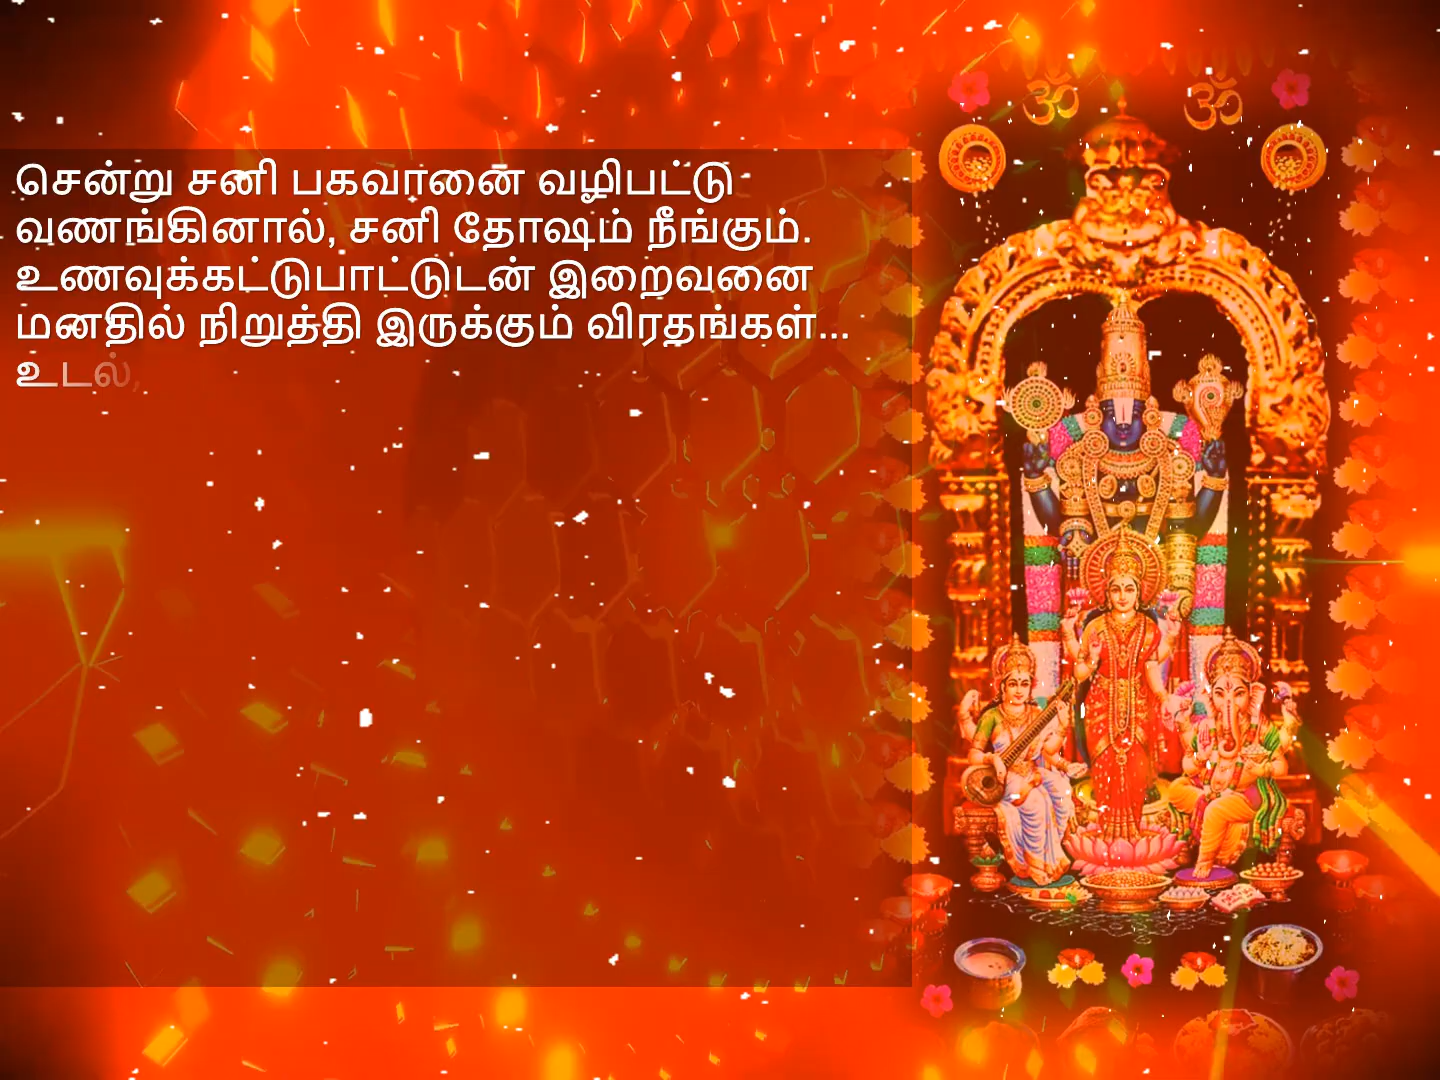 சென்று சனி பகவானை வழிபட்டு
வணங்கினால், சனி தோஷம் நீங்கும்.
உணவுக்கட்டுபாட்டுடன் இறைவனை
மனதில் நிறுத்தி இருக்கும் விரதங்கள்...
உடல்,
ॐ ॐ